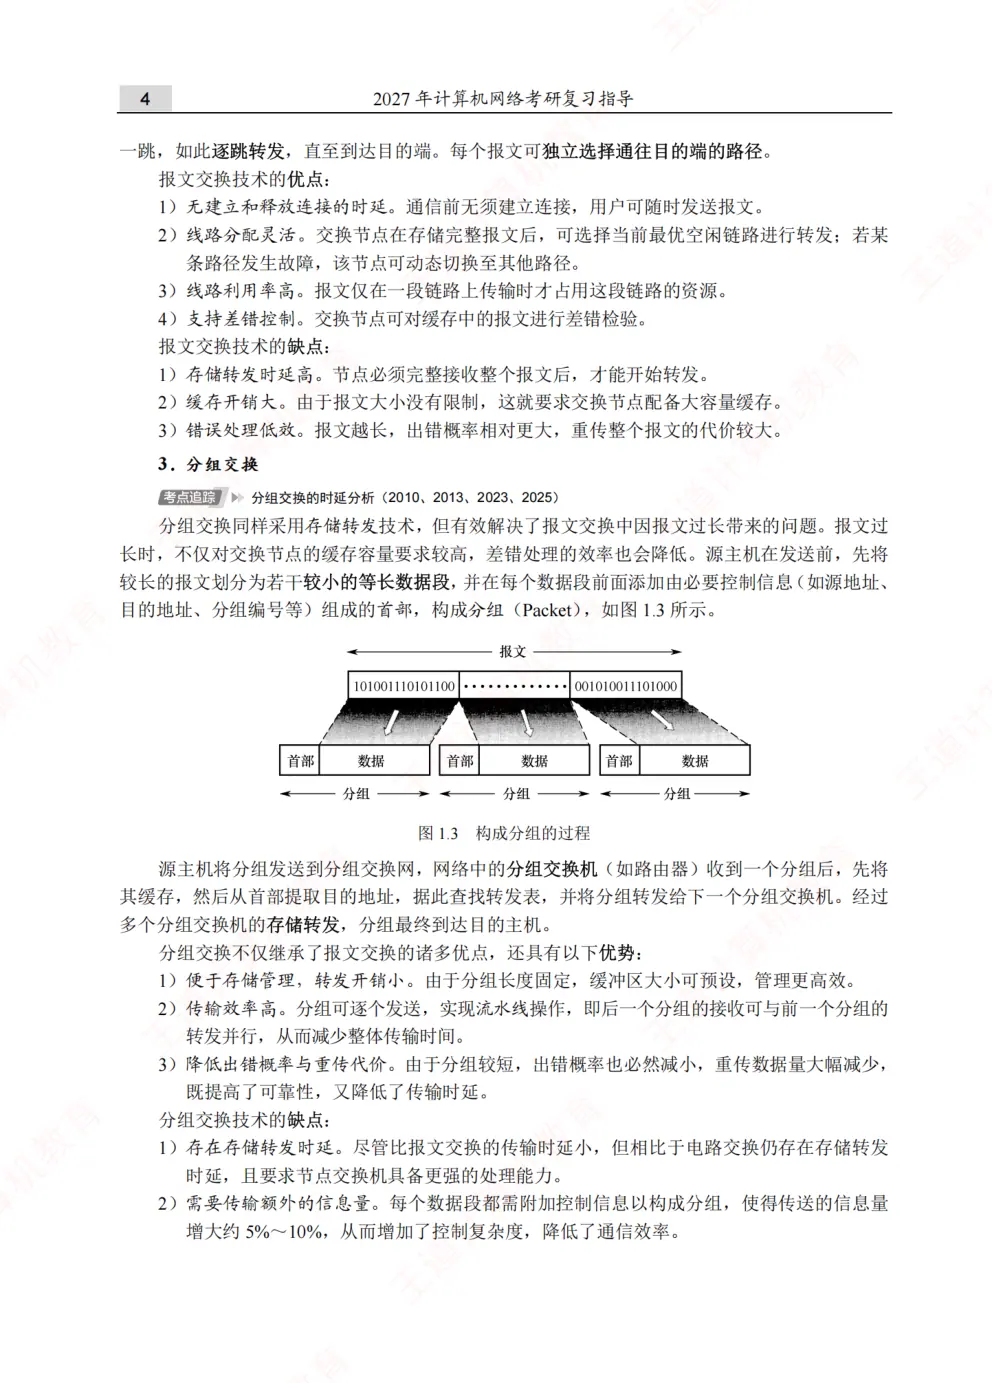 4
2027 年计算机网络考研复习指导
一跳，如此逐跳转发，直至到达目的端。每个报文可独立选择通往目的端的路径。
报文交换技术的优点：
1）无建立和释放连接的时延。通信前无须建立连接，用户可随时发送报文。
2）线路分配灵活。交换节点在存储完整报文后，可选择当前最优空闲链路进行转发；若某
条路径发生故障，该节点可动态切换至其他路径。
3）线路利用率高。报文仅在一段链路上传输时才占用这段链路的资源。
4）支持差错控制。交换节点可对缓存中的报文进行差错检验。
报文交换技术的缺点：
1）存储转发时延高。节点必须完整接收整个报文后，才能开始转发。
2）缓存开销大。由于报文大小没有限制，这就要求交换节点配备大容量缓存。
3）错误处理低效。报文越长，出错概率相对更大，重传整个报文的代价较大。
3．分组交换
考点追踪 分组交换的时延分析（2010、2013、2023、2025）
分组交换同样采用存储转发技术，但有效解决了报文交换中因报文过长带来的问题。报文过
长时，不仅对交换节点的缓存容量要求较高，差错处理的效率也会降低。源主机在发送前，先将
较长的报文划分为若干较小的等长数据段，并在每个数据段前面添加由必要控制信息（如源地址、
目的地址、分组编号等）组成的首部，构成分组（Packet），如图 1.3 所示。
报文
101001110101100 ············· 001010011101000
首部 数据 首部 数据 首部 数据
分组 分组 分组
图 1.3 构成分组的过程
源主机将分组发送到分组交换网，网络中的分组交换机（如路由器）收到一个分组后，先将
其缓存，然后从首部提取目的地址，据此查找转发表，并将分组转发给下一个分组交换机。经过
多个分组交换机的存储转发，分组最终到达目的主机。
分组交换不仅继承了报文交换的诸多优点，还具有以下优势：
1）便于存储管理，转发开销小。由于分组长度固定，缓冲区大小可预设，管理更高效。
2）传输效率高。分组可逐个发送，实现流水线操作，即后一个分组的接收可与前一个分组的
转发并行，从而减少整体传输时间。
3）降低出错概率与重传代价。由于分组较短，出错概率也必然减小，重传数据量大幅减少，
既提高了可靠性，又降低了传输时延。
分组交换技术的缺点：
1）存在存储转发时延。尽管比报文交换的传输时延小，但相比于电路交换仍存在存储转发
时延，且要求节点交换机具备更强的处理能力。
2）需要传输额外的信息量。每个数据段都需附加控制信息以构成分组，使得传送的信息量
增大约 5%～10%，从而增加了控制复杂度，降低了通信效率。